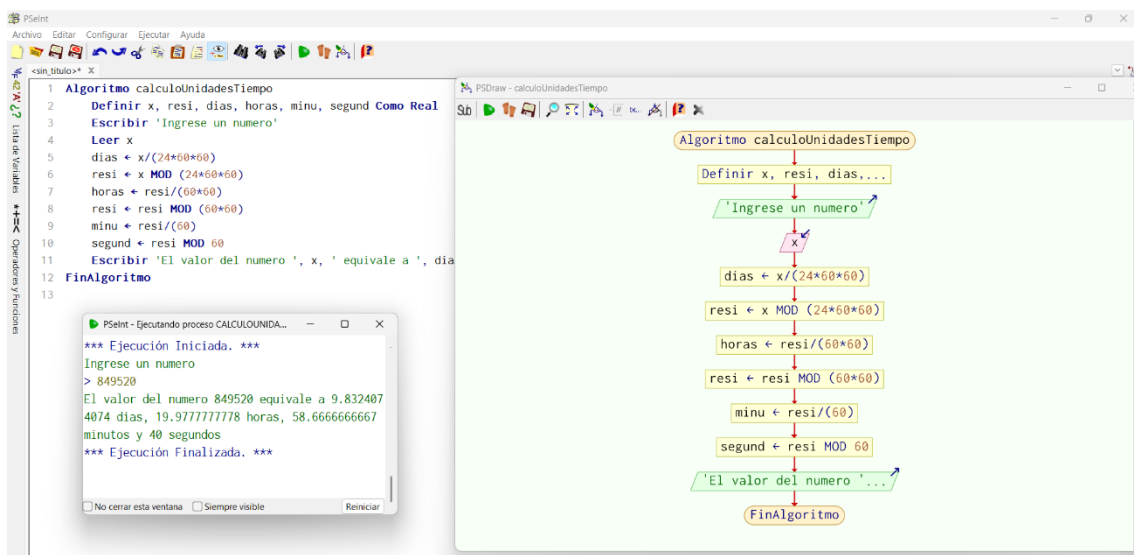 PSeInt
Archivo Editar Configurar Ejecutar Ayuda
<sin_titulo>* X
1 Algoritmo calculoUnidadesTiempo
2 Definir x, resi, dias, horas, minu, segund Como Real
3 Escribir 'Ingrese un numero'
4 Leer x
5 dias ← x/(24*60*60)
6 resi ← x MOD (24*60*60)
7 horas ← resi/(60*60)
8 resi ← resi MOD (60*60)
9 minu ← resi/(60)
10 segund ← resi MOD 60
11 Escribir 'El valor del numero ', x, ' equivale a ', dia
12 FinAlgoritmo
13
Lista de Variables
*+=<
Operadores y Funciones
PSeInt - Ejecutando proceso CALCULOUNIDA...
*** Ejecución Iniciada. ***
Ingrese un numero
> 849520
El valor del numero 849520 equivale a 9.832407
4074 dias, 19.9777777778 horas, 58.6666666667
minutos y 40 segundos
*** Ejecución Finalizada. ***
No cerrar esta ventana Siempre visible Reiniciar
PSDraw - calculoUnidadesTiempo
Sub
Algoritmo calculoUnidadesTiempo
Definir x, resi, dias,...
'Ingrese un numero'
x
dias ← x/(24*60*60)
resi ← x MOD (24*60*60)
horas ← resi/(60*60)
resi ← resi MOD (60*60)
minu ← resi/(60)
segund ← resi MOD 60
'El valor del numero '...
FinAlgoritmo